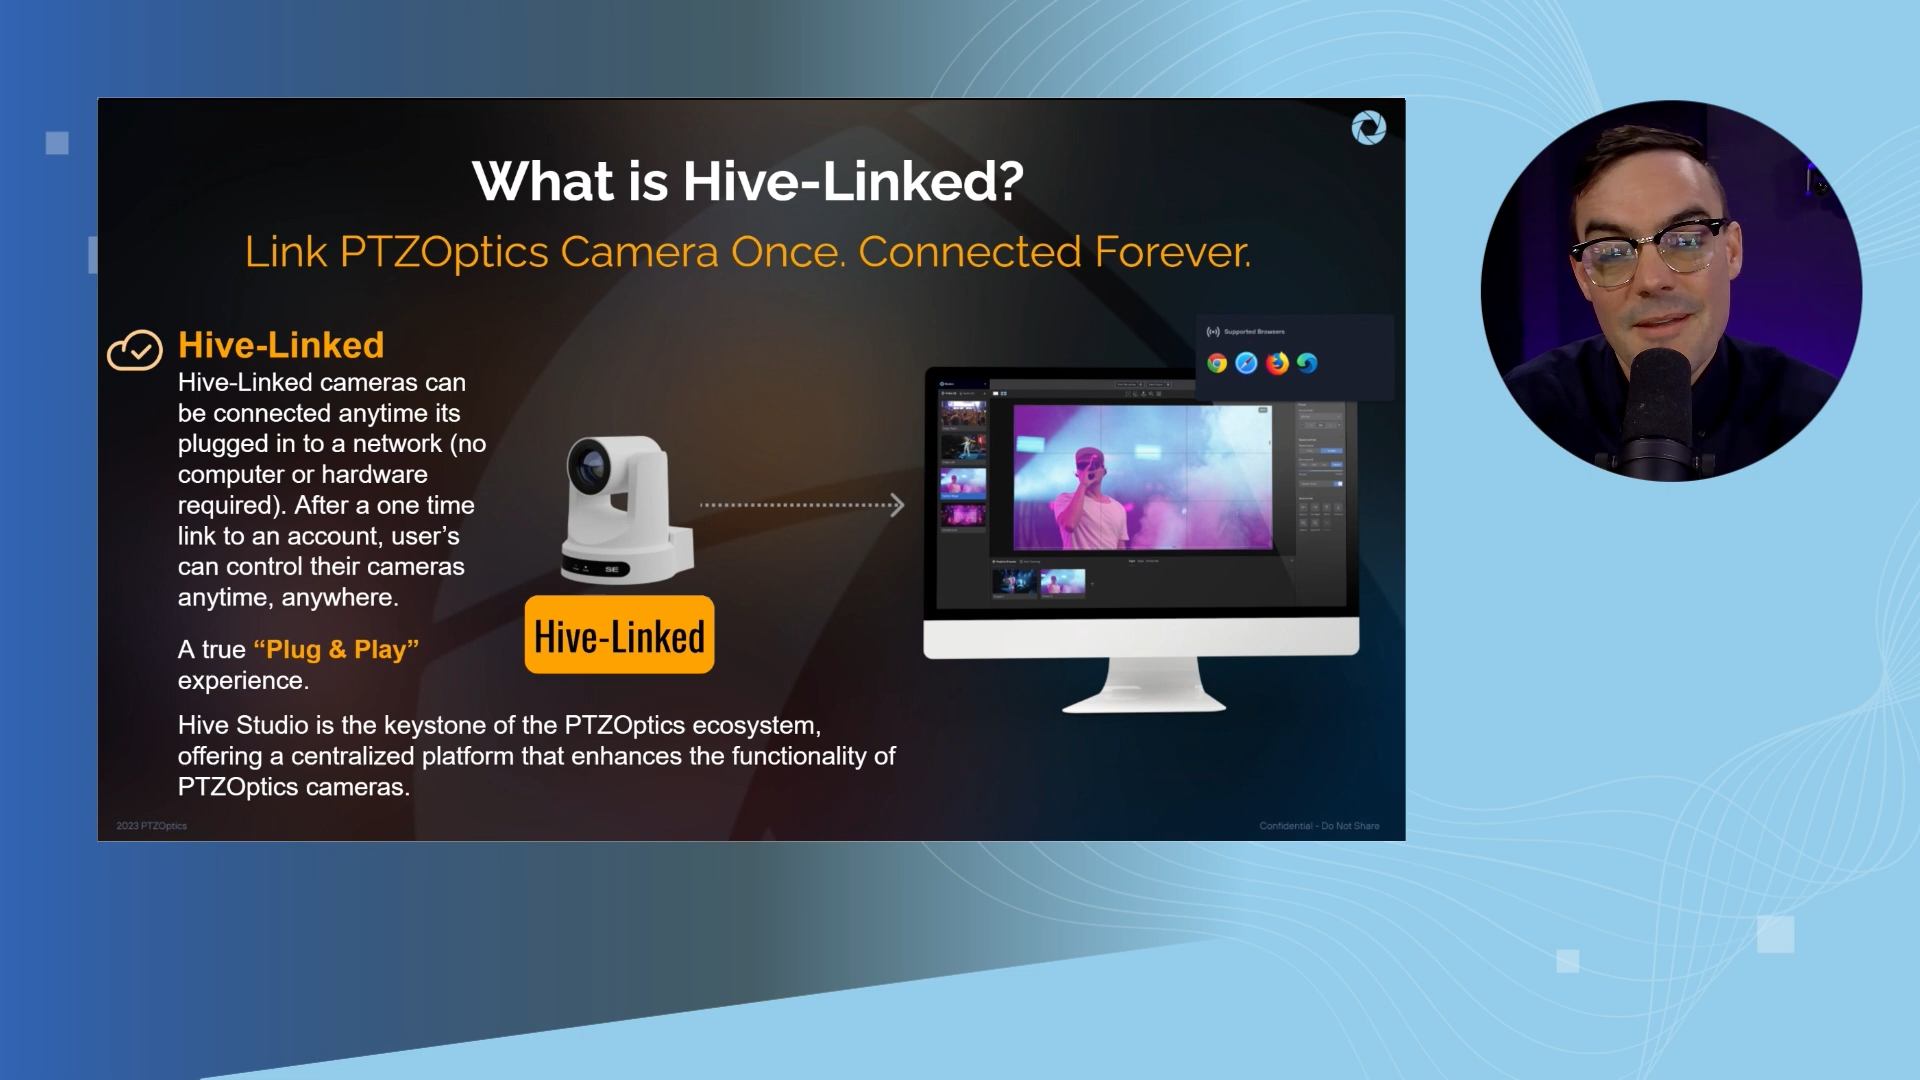 What is Hive-Linked?
Link PTZOptics Camera Once. Connected Forever.
Hive-Linked
Hive-Linked cameras can
be connected anytime its
plugged in to a network (no
computer or hardware
required). After a one time
link to an account, user’s
can control their cameras
anytime, anywhere.
A true “Plug & Play”
experience.
Hive Studio is the keystone of the PTZOptics ecosystem,
offering a centralized platform that enhances the functionality of
PTZOptics cameras.
SE
Hive-Linked
Supported Browsers
2023 PTZOptics
Confidential - Do Not Share